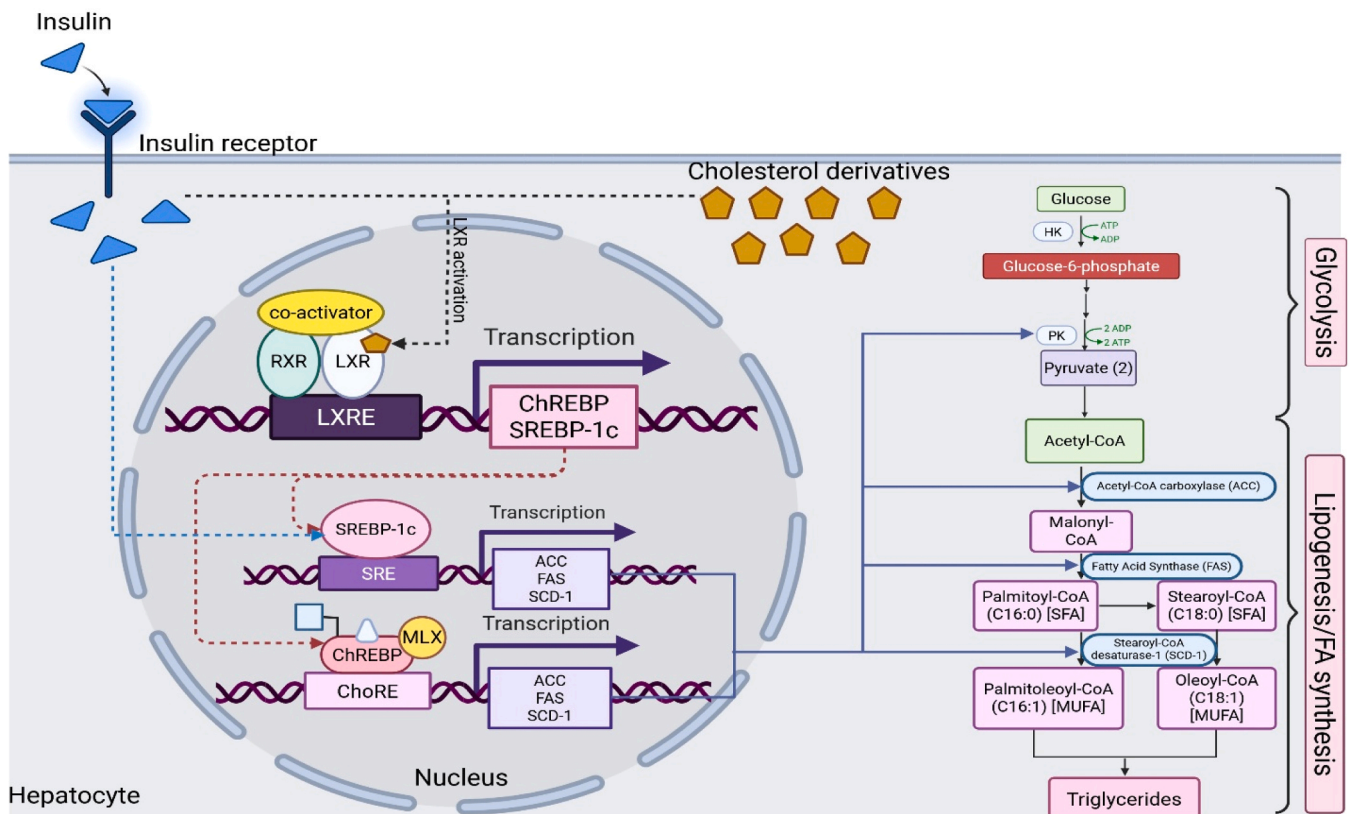 Insulin
Insulin receptor
Cholesterol derivatives
LXR activation
co-activator
RXR
LXR
Transcription
LXRE
ChREBP
SREBP-1c
SREBP-1c
Transcription
SRE
ACC
FAS
SCD-1
MLX
ChREBP
Transcription
ChoRE
ACC
FAS
SCD-1
Nucleus
Hepatocyte
Glucose
HK
ATP
ADP
Glucose-6-phosphate
PK
2 ADP
2 ATP
Pyruvate (2)
Acetyl-CoA
Acetyl-CoA carboxylase (ACC)
Malonyl-
CoA
Fatty Acid Synthase (FAS)
Palmitoyl-CoA
(C16:0) [SFA]
Stearoyl-CoA
(C18:0) [SFA]
Stearoyl-CoA
desaturase-1 (SCD-1)
Palmitoleoyl-CoA
(C16:1) [MUFA]
Oleoyl-CoA
(C18:1)
[MUFA]
Triglycerides
Glycolysis
Lipogenesis/FA synthesis